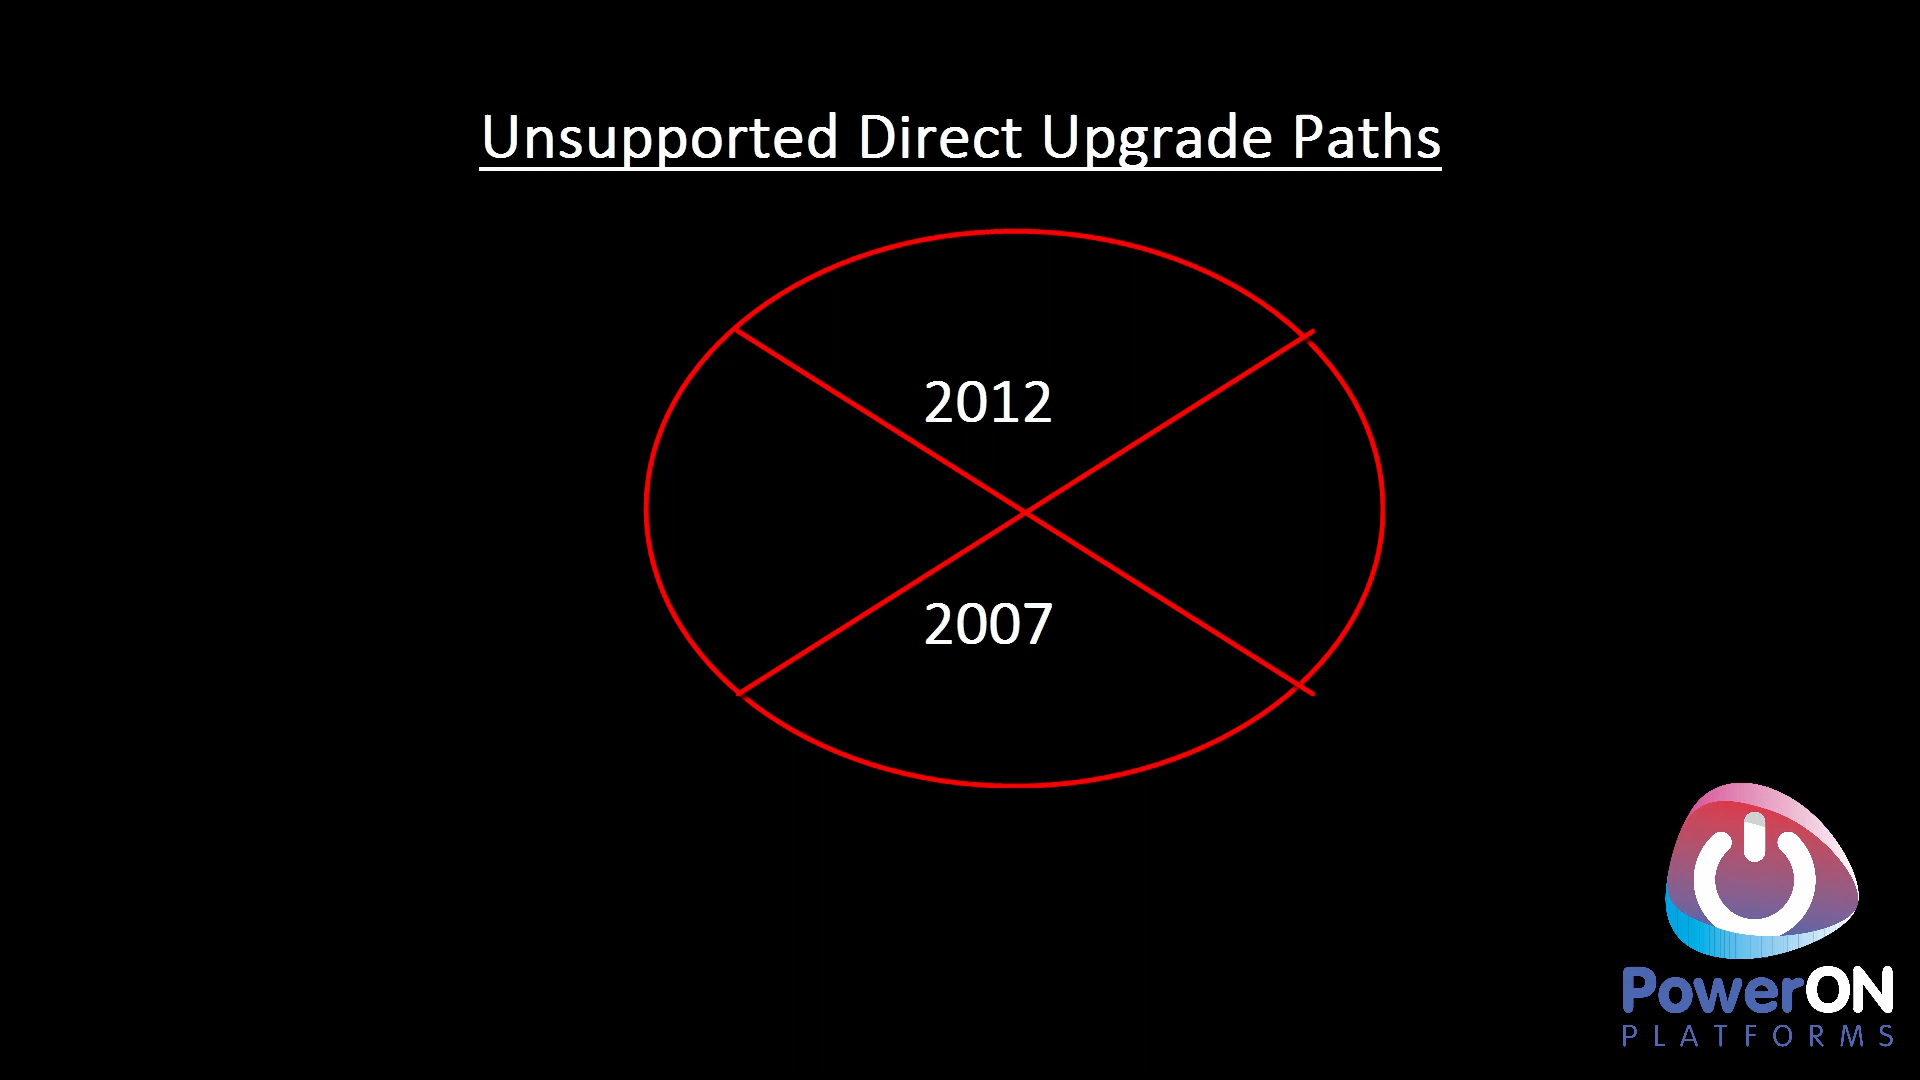 Unsupported Direct Upgrade Paths
2012
2007
PowerON
PLATFORMS